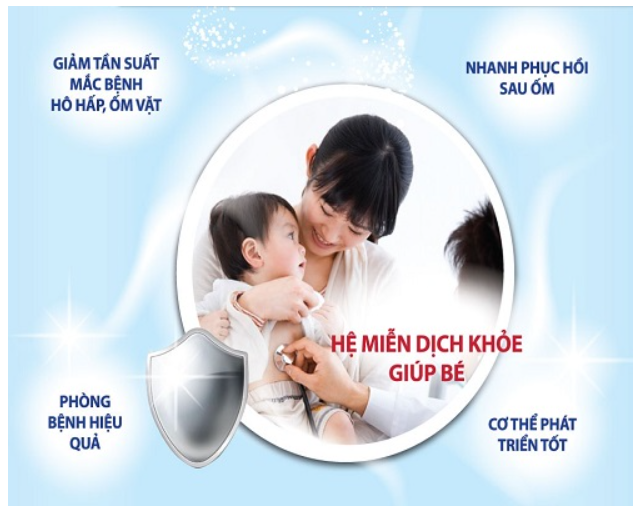 GIẢM TẦN SUẤT
MẮC BỆNH
HÔ HẤP, ỐM VẶT
NHANH PHỤC HỒI
SAU ỐM
HỆ MIỄN DỊCH KHỎE
GIÚP BÉ
PHÒNG
BỆNH HIỆU
QUẢ
CƠ THỂ PHÁT
TRIỂN TỐT